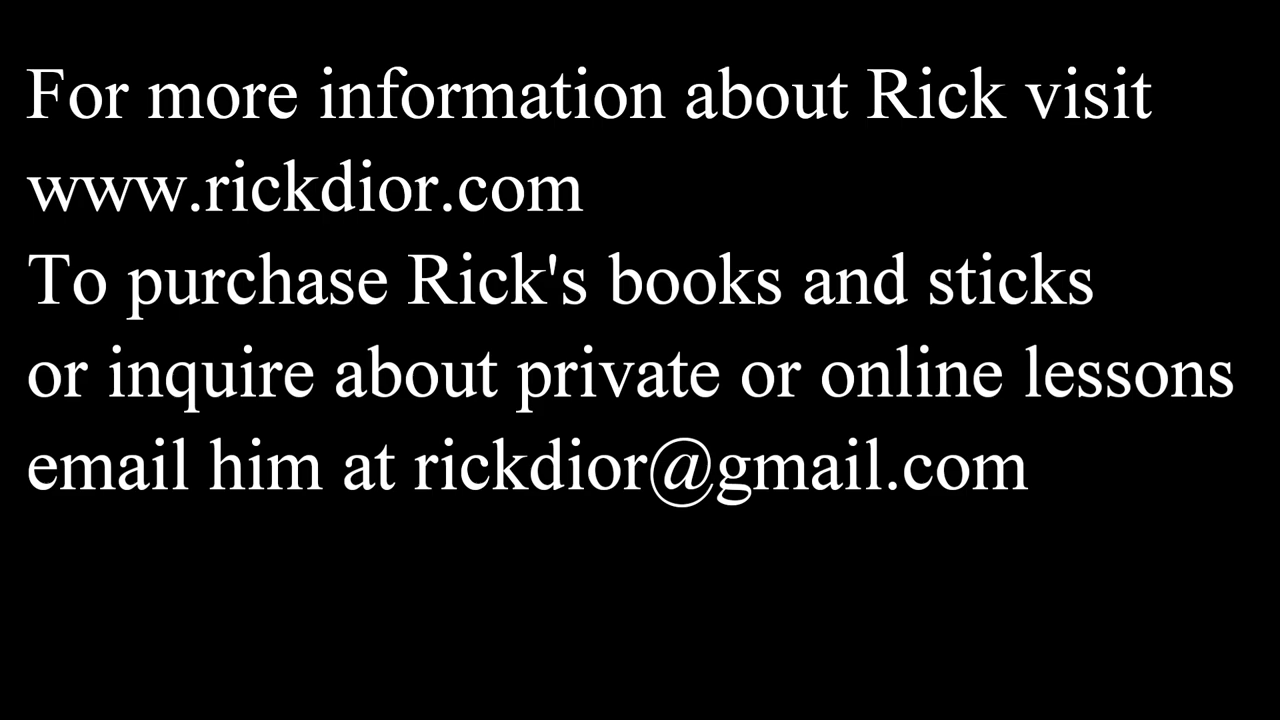 For more information about Rick visit
www.rickdior.com
To purchase Rick's books and sticks
or inquire about private or online lessons
email him at rickdior@gmail.com